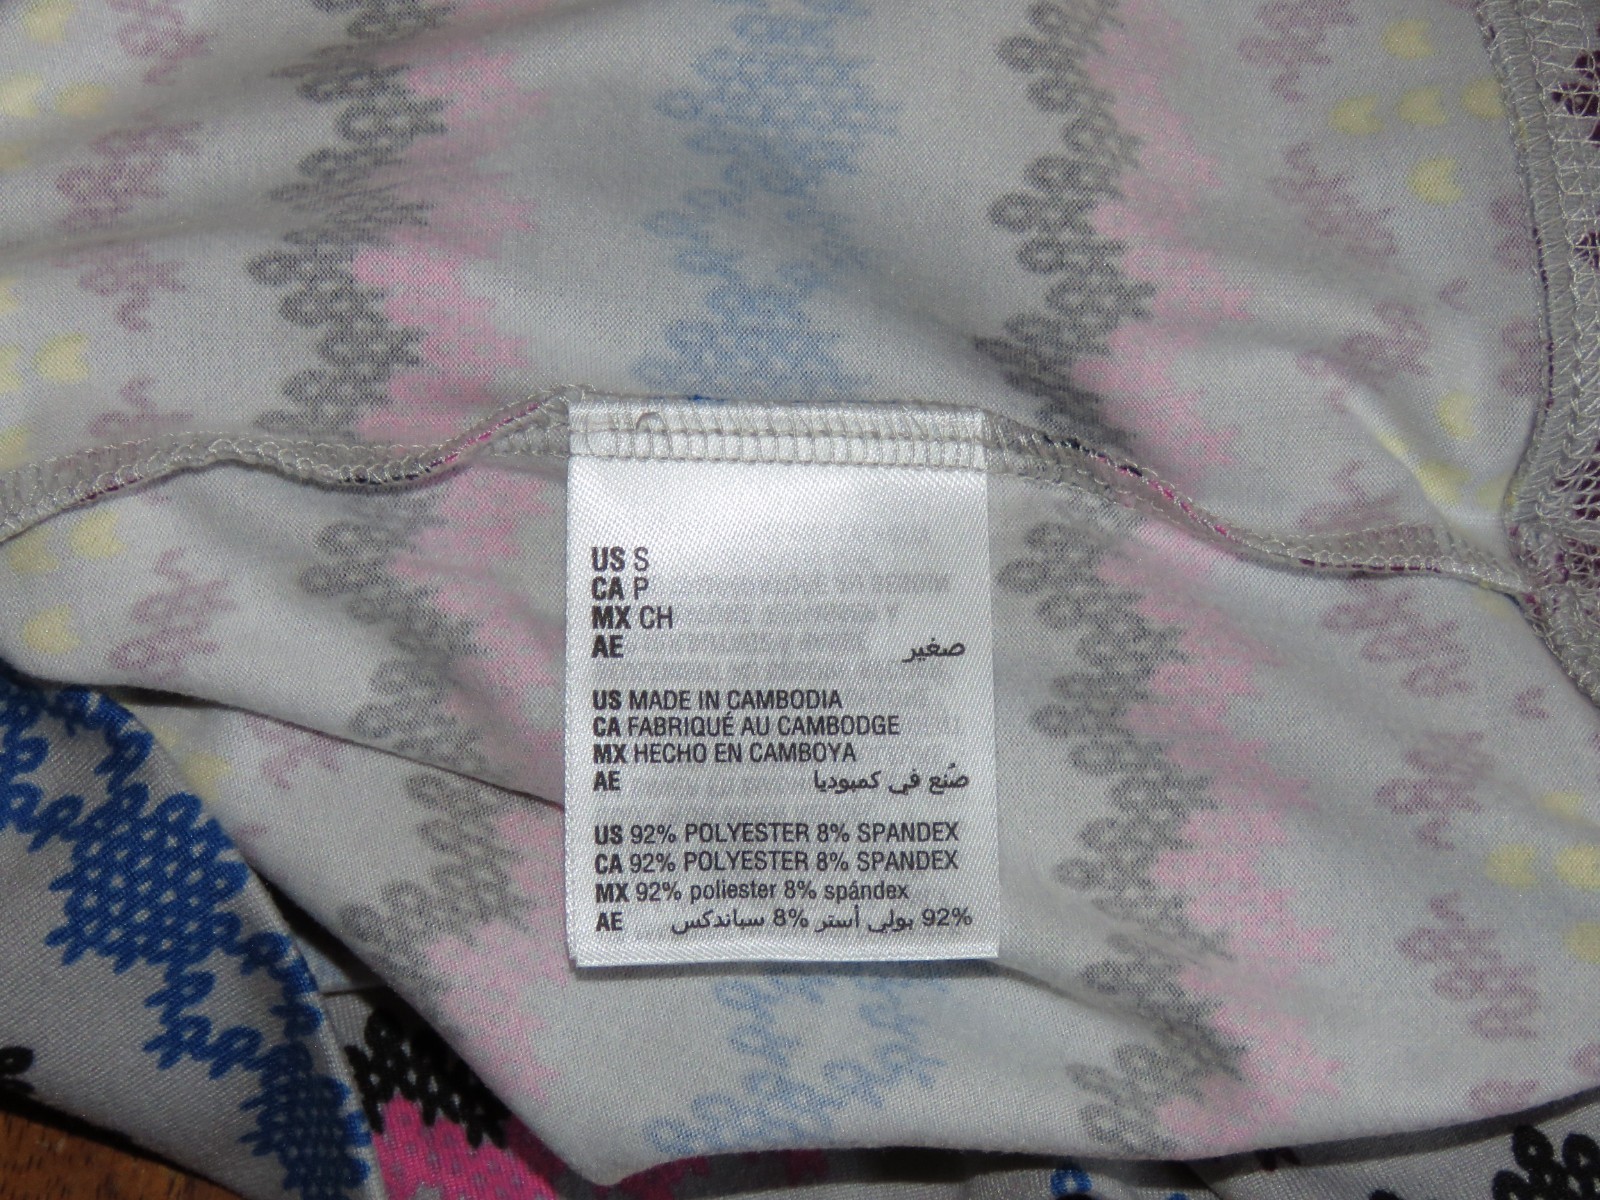 US S
CA P
MX CH
AE صغير
US MADE IN CAMBODIA
CA FABRIQUÉ AU CAMBODGE
MX HECHO EN CAMBOYA
AE صُنع في كمبوديا
US 92% POLYESTER 8% SPANDEX
CA 92% POLYESTER 8% SPANDEX
MX 92% poliester 8% spándex
AE 92% بولي أستر 8% سباندكس